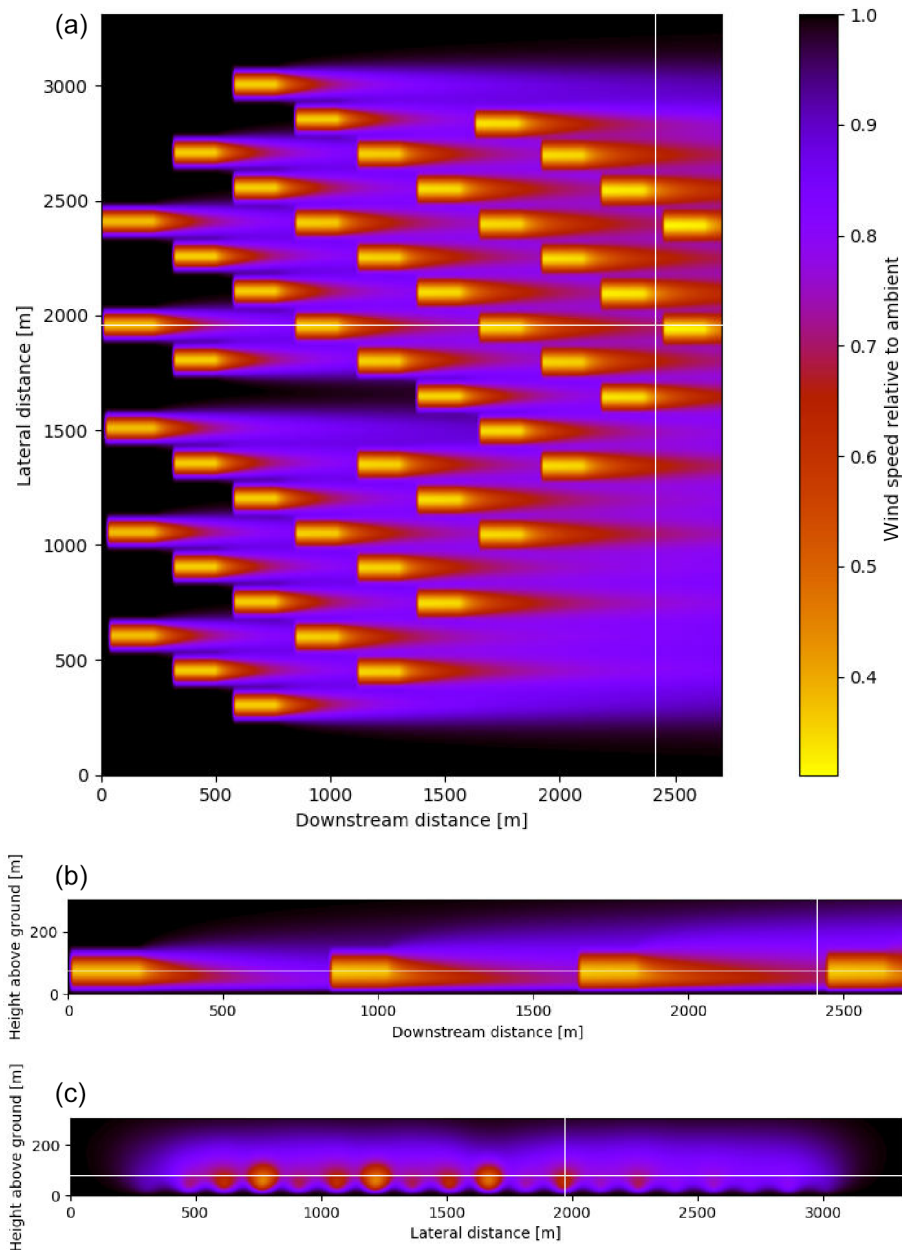 (a)
3000
2500
2000
1500
1000
500
0
Lateral distance [m]
0 500 1000 1500 2000 2500
Downstream distance [m]
1.0
0.9
0.8
0.7
0.6
0.5
0.4
Wind speed relative to ambient
(b)
Height above ground [m]
200
0
0 500 1000 1500 2000 2500
Downstream distance [m]
(c)
Height above ground [m]
200
0
0 500 1000 1500 2000 2500 3000
Lateral distance [m]